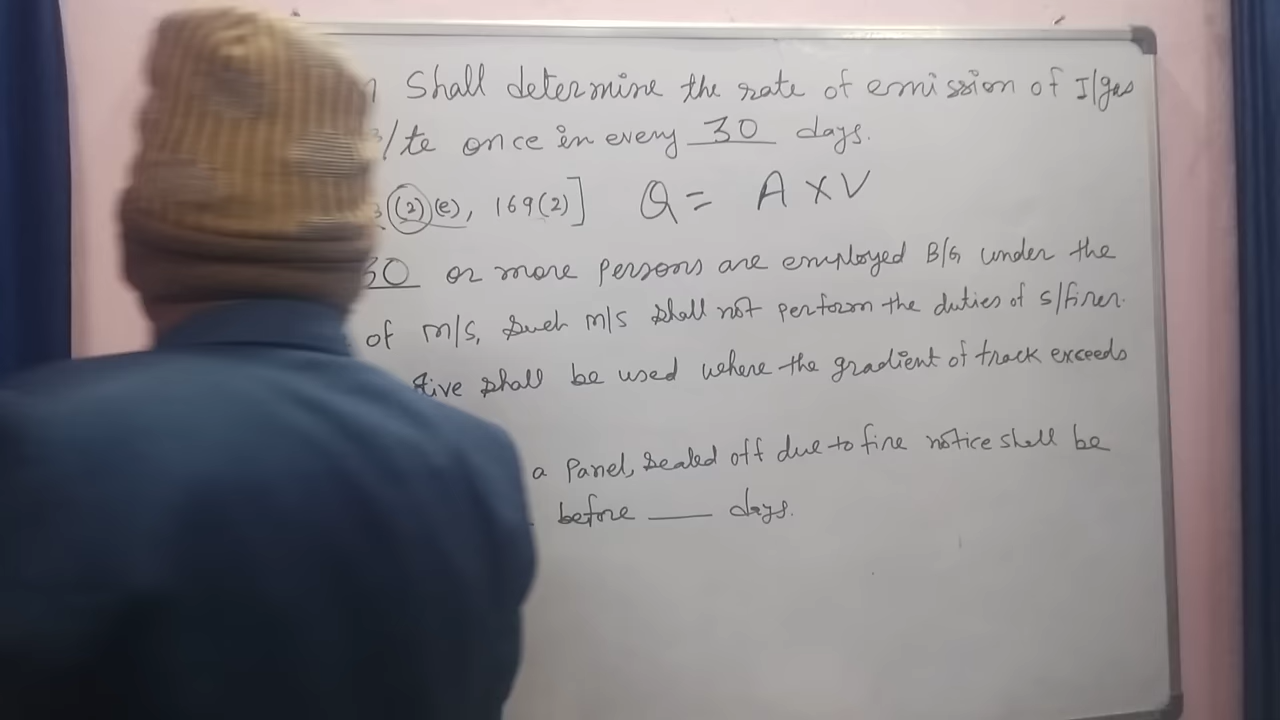 Shall determine the rate of emission of I/gas
/te once in every 30 days.
(2)(e), 169(2)] Q = A X V
30 or more persons are employed B/G under the
of m/s, such m/s shall not perform the duties of s/firer.
tive shall be used where the gradient of track exceeds
a Panel, sealed off due to fire notice shall be
before ___ days.